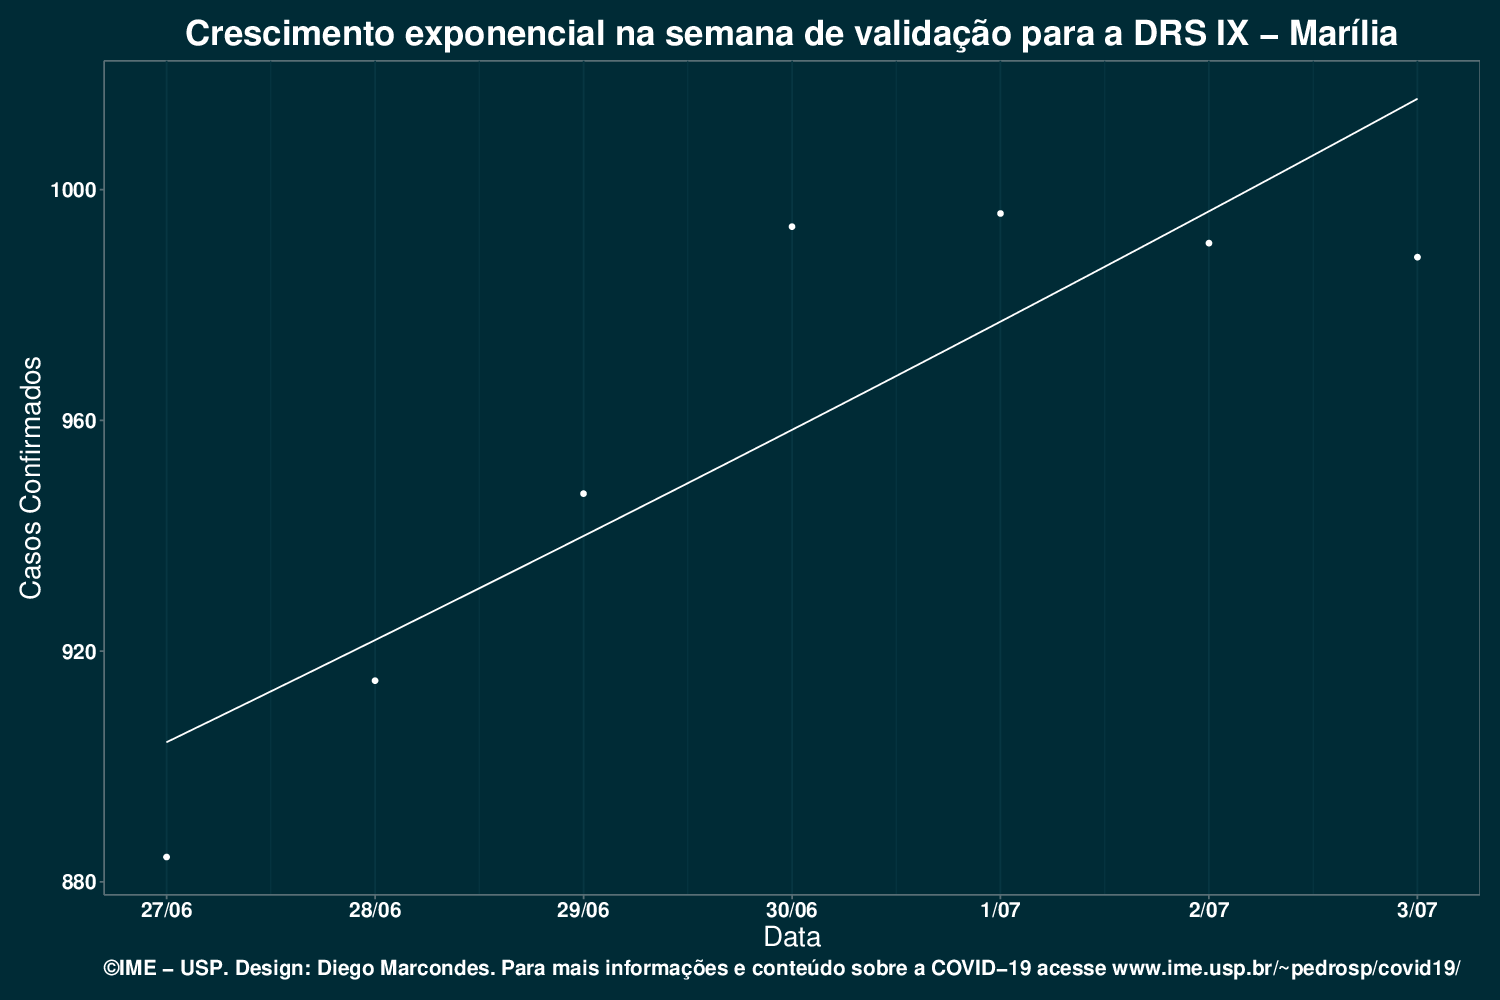 Crescimento exponencial na semana de validação para a DRS IX − Marília
Casos Confirmados
1000
960
920
880
27/06 28/06 29/06 30/06 1/07 2/07 3/07
Data
©IME − USP. Design: Diego Marcondes. Para mais informações e conteúdo sobre a COVID−19 acesse www.ime.usp.br/~pedrosp/covid19/